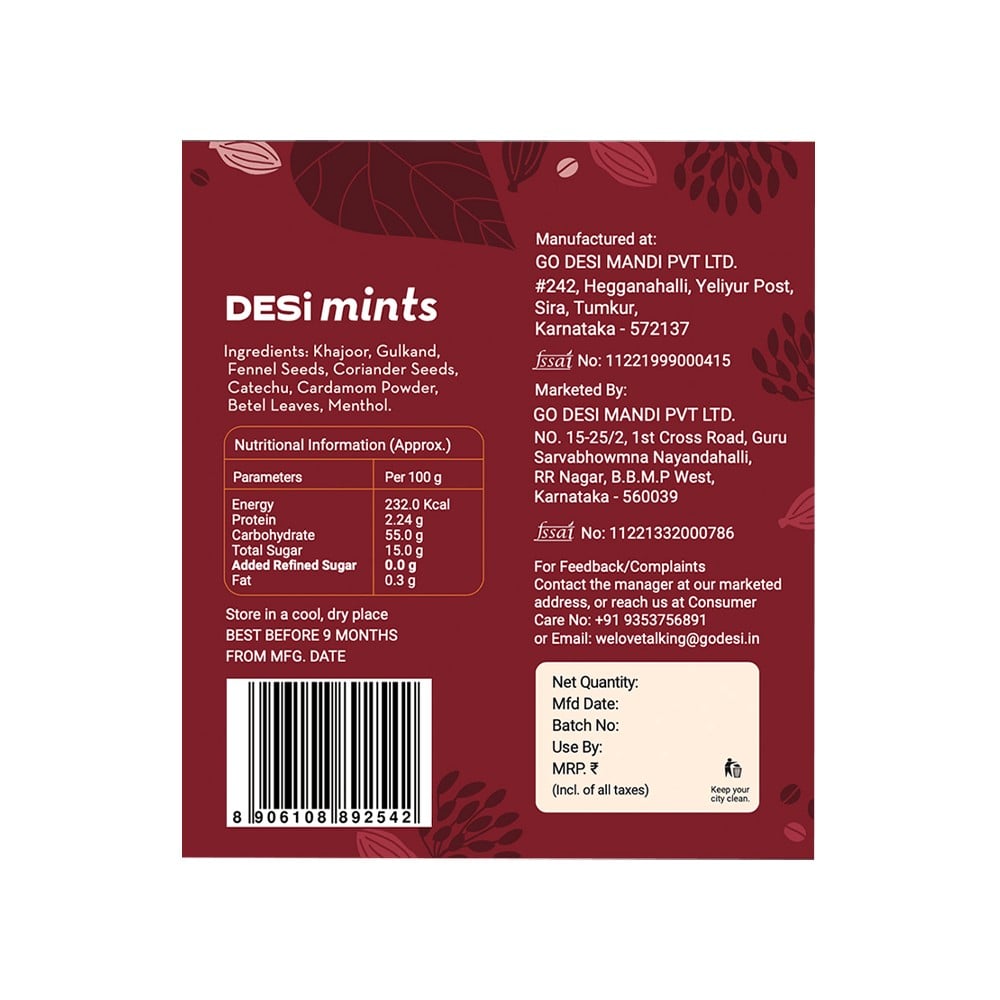 DESi mints
Ingredients: Khajoor, Gulkand,
Fennel Seeds, Coriander Seeds,
Catechu, Cardamom Powder,
Betel Leaves, Menthol.
Nutritional Information (Approx.)
Parameters Per 100 g
Energy 232.0 Kcal
Protein 2.24 g
Carbohydrate 55.0 g
Total Sugar 15.0 g
Added Refined Sugar 0.0 g
Fat 0.3 g
Store in a cool, dry place
BEST BEFORE 9 MONTHS
FROM MFG. DATE
8 906108 892542
Manufactured at:
GO DESI MANDI PVT LTD.
#242, Hegganahalli, Yeliyur Post,
Sira, Tumkur,
Karnataka - 572137
fssai No: 11221999000415
Marketed By:
GO DESI MANDI PVT LTD.
NO. 15-25/2, 1st Cross Road, Guru
Sarvabhowmna Nayandahalli,
RR Nagar, B.B.M.P West,
Karnataka - 560039
fssai No: 11221332000786
For Feedback/Complaints
Contact the manager at our marketed
address, or reach us at Consumer
Care No: +91 9353756891
or Email: welovetalking@godesi.in
Net Quantity:
Mfd Date:
Batch No:
Use By:
MRP. ₹
(Incl. of all taxes)
Keep your
city clean.